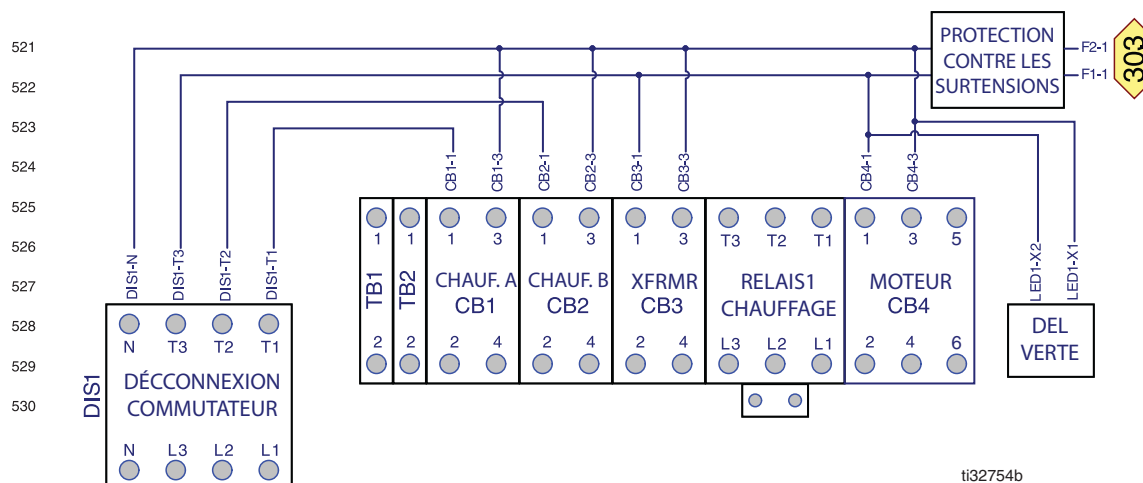 521
522
523
524
525
526
527
528
529
530
PROTECTION
CONTRE LES
SURTENSIONS
F2-1
F1-1
303
CB1-1
CB1-3
CB2-1
CB2-3
CB3-1
CB3-3
CB4-1
CB4-3
DIS1-N
DIS1-T3
DIS1-T2
DIS1-T1
LED1-X2
LED1-X1
1 1 1 3 1 3 1 3 T3 T2 T1 1 3 5
TB1
TB2
CHAUF. A
CB1
CHAUF. B
CB2
XFRMR
CB3
RELAIS1
CHAUFFAGE
MOTEUR
CB4
2 2 2 4 2 4 2 4 L3 L2 L1 2 4 6
DEL
VERTE
DIS1
N T3 T2 T1
DÉCCONNEXION
COMMUTATEUR
N L3 L2 L1
ti32754b